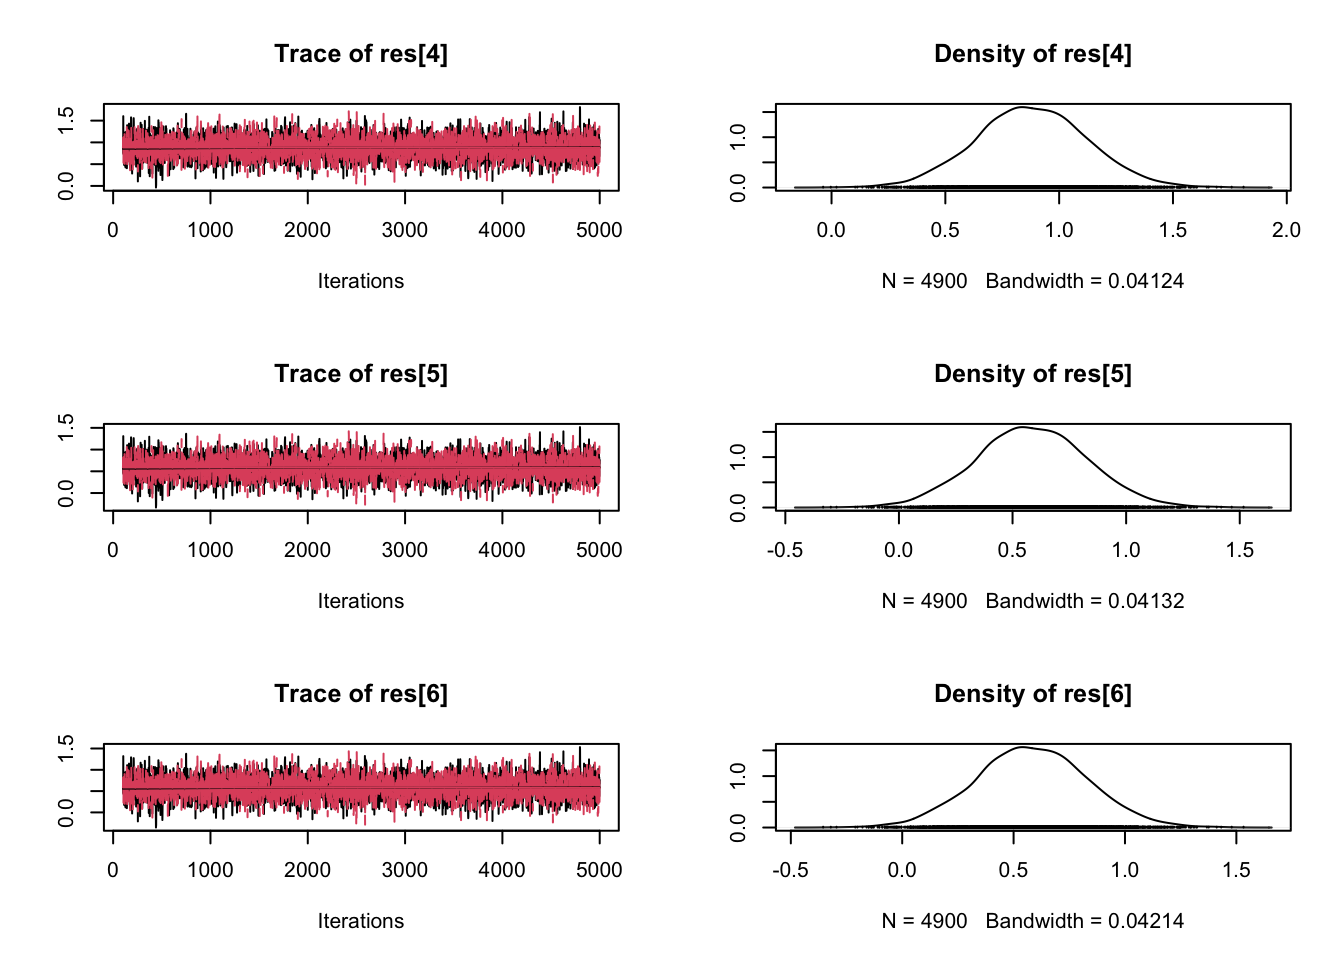 Trace of res[4]
1.5
0.0
0 1000 2000 3000 4000 5000
Iterations
Density of res[4]
1.0
0.0
0.0 0.5 1.0 1.5 2.0
N = 4900 Bandwidth = 0.04124
Trace of res[5]
1.5
0.0
0 1000 2000 3000 4000 5000
Iterations
Density of res[5]
1.0
0.0
-0.5 0.0 0.5 1.0 1.5
N = 4900 Bandwidth = 0.04132
Trace of res[6]
1.5
0.0
0 1000 2000 3000 4000 5000
Iterations
Density of res[6]
1.0
0.0
-0.5 0.0 0.5 1.0 1.5
N = 4900 Bandwidth = 0.04214